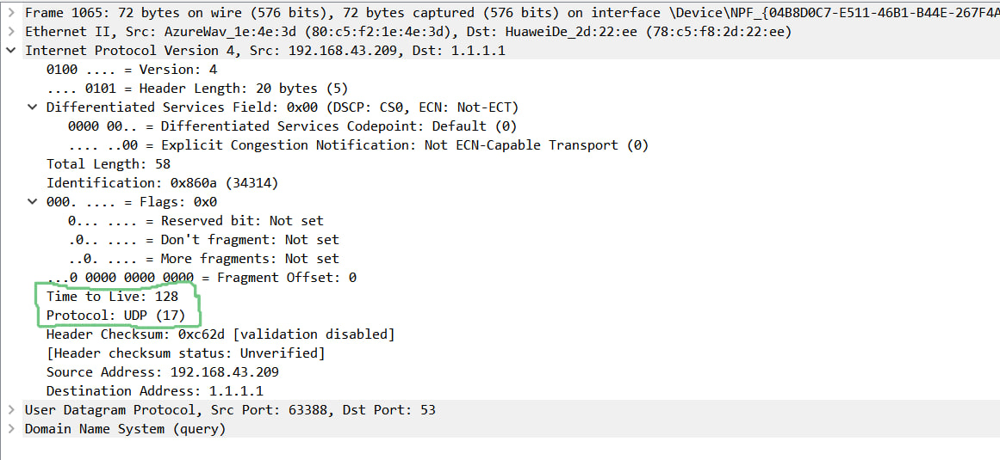 Frame 1065: 72 bytes on wire (576 bits), 72 bytes captured (576 bits) on interface \Device\NPF_{04B8D0C7-E511-46B1-B44E-267F4A
Ethernet II, Src: AzureWav_1e:4e:3d (80:c5:f2:1e:4e:3d), Dst: HuaweiDe_2d:22:ee (78:c5:f8:2d:22:ee)
Internet Protocol Version 4, Src: 192.168.43.209, Dst: 1.1.1.1
0100 .... = Version: 4
.... 0101 = Header Length: 20 bytes (5)
Differentiated Services Field: 0x00 (DSCP: CS0, ECN: Not-ECT)
0000 00.. = Differentiated Services Codepoint: Default (0)
.... ..00 = Explicit Congestion Notification: Not ECN-Capable Transport (0)
Total Length: 58
Identification: 0x860a (34314)
000. .... = Flags: 0x0
0... .... = Reserved bit: Not set
.0.. .... = Don't fragment: Not set
..0. .... = More fragments: Not set
...0 0000 0000 0000 = Fragment Offset: 0
Time to Live: 128
Protocol: UDP (17)
Header Checksum: 0xc62d [validation disabled]
[Header checksum status: Unverified]
Source Address: 192.168.43.209
Destination Address: 1.1.1.1
User Datagram Protocol, Src Port: 63388, Dst Port: 53
Domain Name System (query)